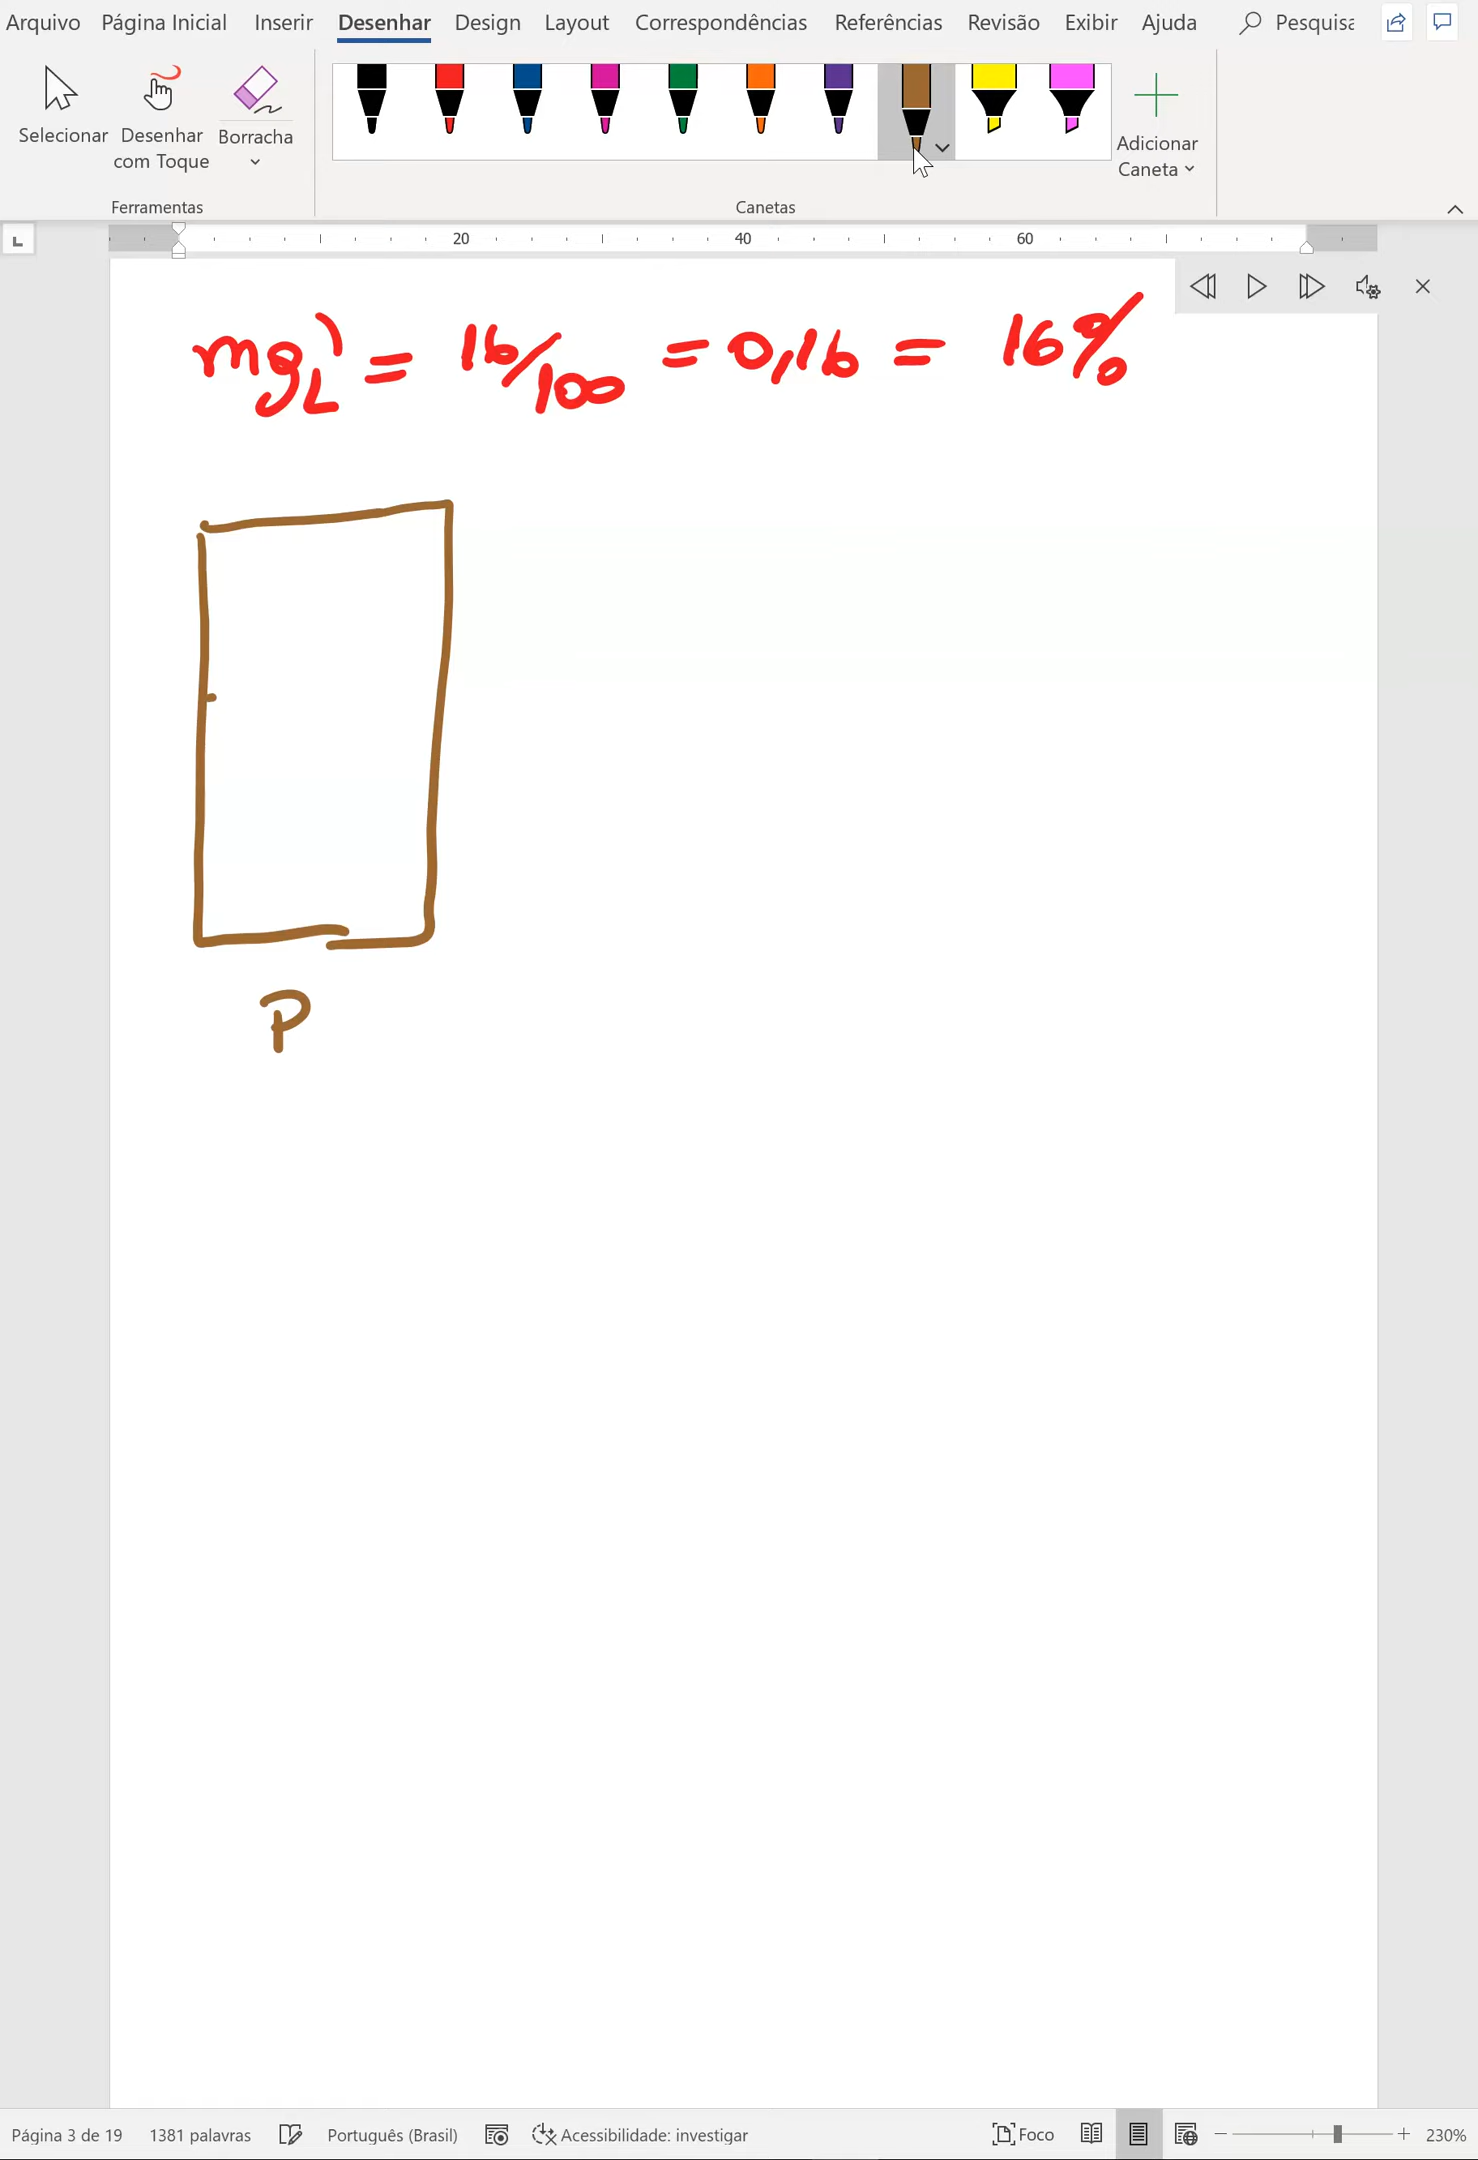 Arquivo Página Inicial Inserir Desenhar Design Layout Correspondências Referências Revisão Exibir Ajuda Pesquisa
Selecionar
Desenhar com Toque
Borracha
Adicionar Caneta
Ferramentas
Canetas
20 40 60
mgL' = 16/100 = 0,16 = 16%
P
Página 3 de 19 1381 palavras Português (Brasil) Acessibilidade: investigar Foco 230%